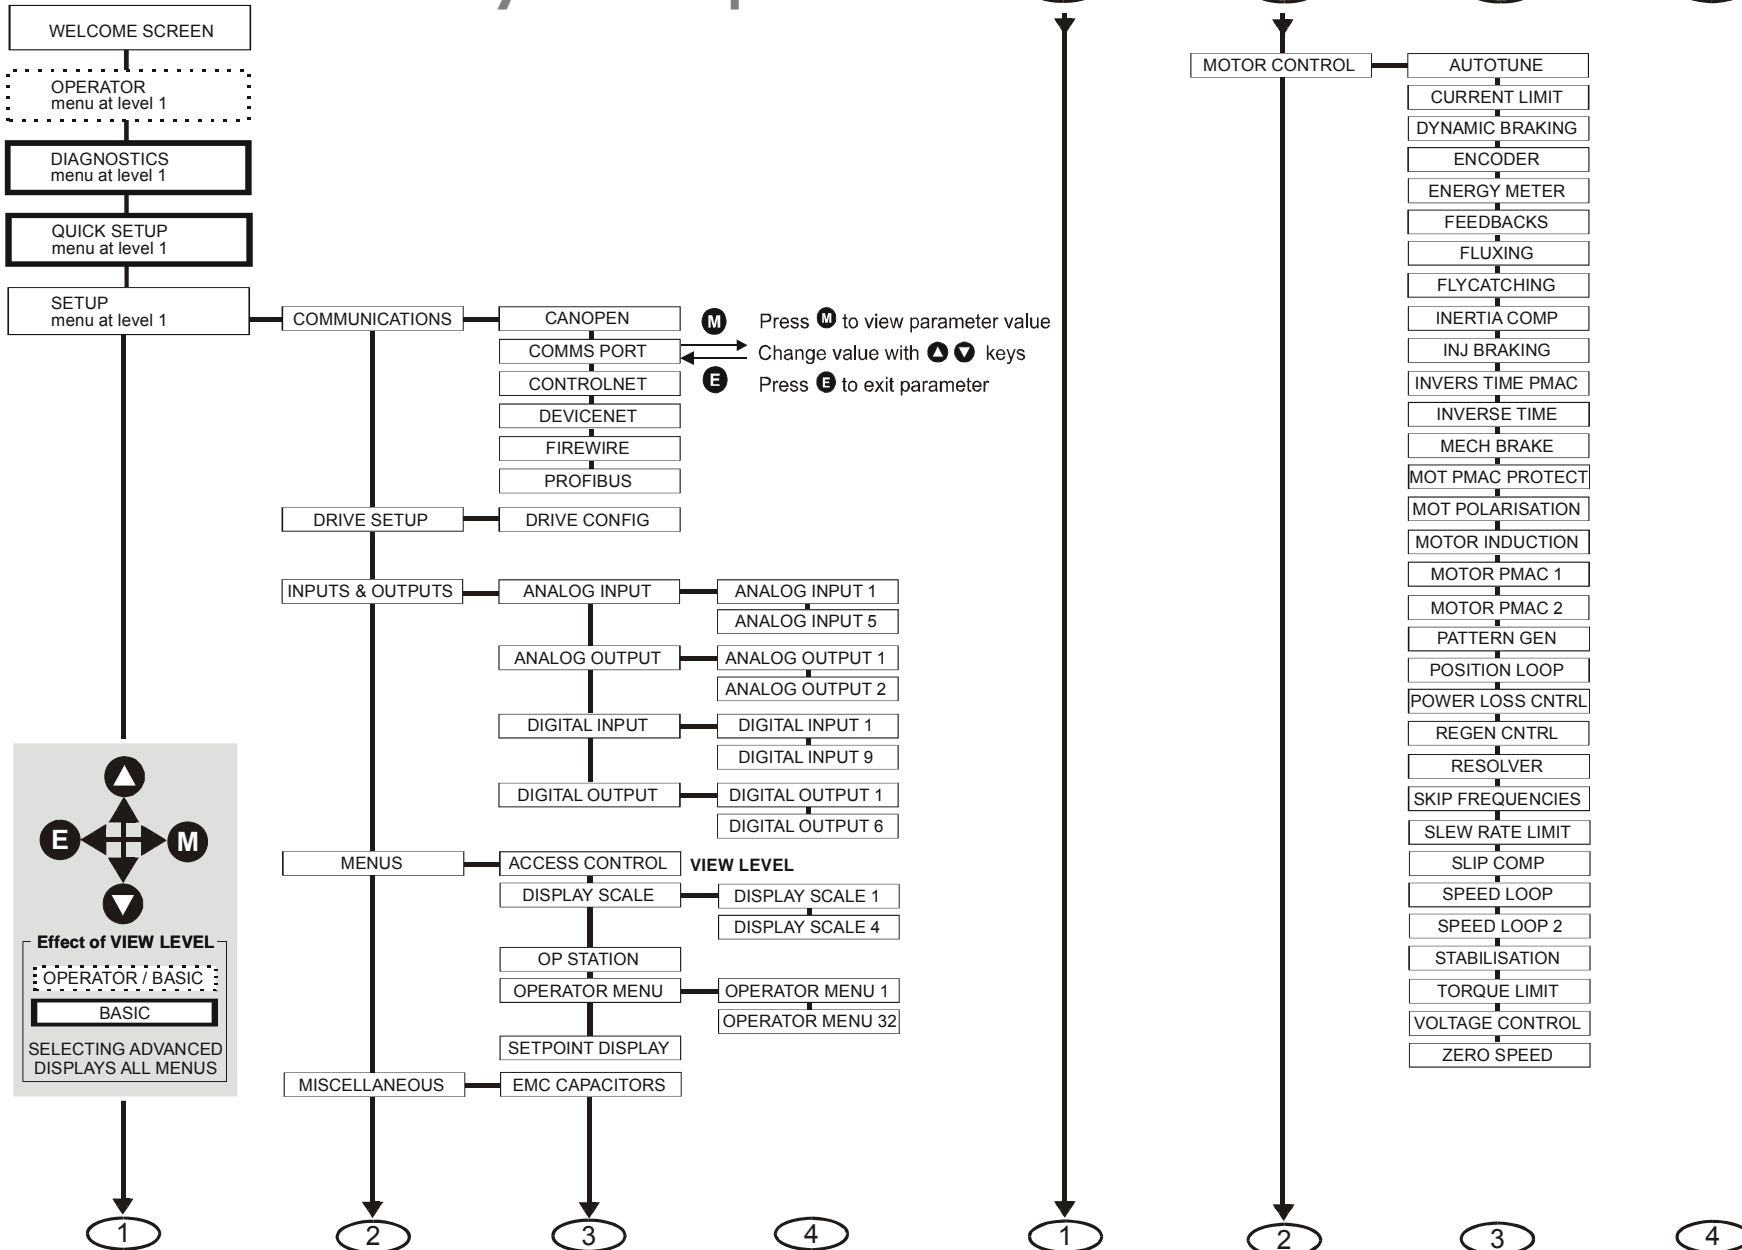 WELCOME SCREEN
OPERATOR
menu at level 1
DIAGNOSTICS
menu at level 1
QUICK SETUP
menu at level 1
SETUP
menu at level 1
E
M
Effect of VIEW LEVEL
OPERATOR / BASIC
BASIC
SELECTING ADVANCED
DISPLAYS ALL MENUS
1
COMMUNICATIONS
CANOPEN
COMMS PORT
CONTROLNET
DEVICENET
FIREWIRE
PROFIBUS
M Press M to view parameter value
Change value with keys
E Press E to exit parameter
DRIVE SETUP
DRIVE CONFIG
INPUTS & OUTPUTS
ANALOG INPUT
ANALOG INPUT 1
ANALOG INPUT 5
ANALOG OUTPUT
ANALOG OUTPUT 1
ANALOG OUTPUT 2
DIGITAL INPUT
DIGITAL INPUT 1
DIGITAL INPUT 9
DIGITAL OUTPUT
DIGITAL OUTPUT 1
DIGITAL OUTPUT 6
MENUS
ACCESS CONTROL
VIEW LEVEL
DISPLAY SCALE
DISPLAY SCALE 1
DISPLAY SCALE 4
OP STATION
OPERATOR MENU
OPERATOR MENU 1
OPERATOR MENU 32
SETPOINT DISPLAY
MISCELLANEOUS
EMC CAPACITORS
2
3
4
1
MOTOR CONTROL
AUTOTUNE
CURRENT LIMIT
DYNAMIC BRAKING
ENCODER
ENERGY METER
FEEDBACKS
FLUXING
FLYCATCHING
INERTIA COMP
INJ BRAKING
INVERS TIME PMAC
INVERSE TIME
MECH BRAKE
MOT PMAC PROTECT
MOT POLARISATION
MOTOR INDUCTION
MOTOR PMAC 1
MOTOR PMAC 2
PATTERN GEN
POSITION LOOP
POWER LOSS CNTRL
REGEN CNTRL
RESOLVER
SKIP FREQUENCIES
SLEW RATE LIMIT
SLIP COMP
SPEED LOOP
SPEED LOOP 2
STABILISATION
TORQUE LIMIT
VOLTAGE CONTROL
ZERO SPEED
2
3
4